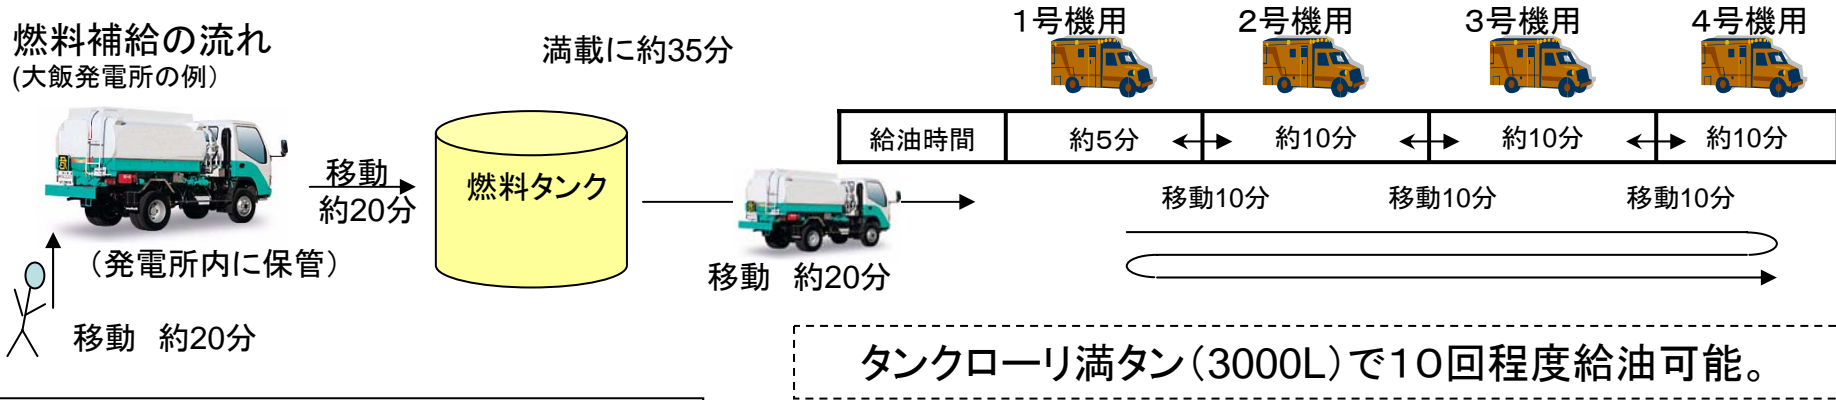 燃料補給の流れ
(大飯発電所の例)
満載に約35分
移動
約20分
燃料タンク
(発電所内に保管)
移動 約20分
移動 約20分
1号機用 2号機用 3号機用 4号機用
給油時間 約5分 約10分 約10分 約10分
移動10分 移動10分 移動10分
タンクローリ満タン(3000L)で10回程度給油可能。